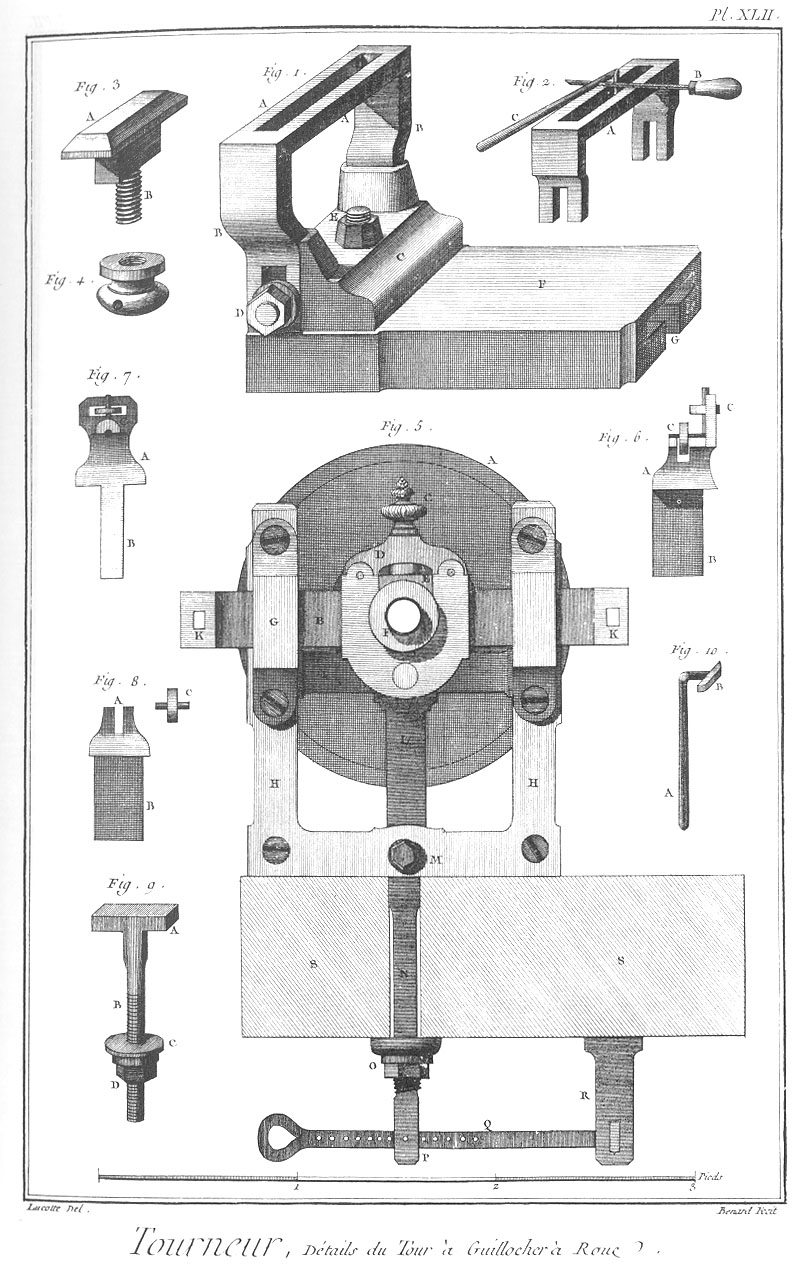 Pl. XLII.
Fig. 3
A
B
Fig. 1.
A
A
B
B
E
C
D
F
G
Fig. 2.
B
C
A
Fig. 4.
Fig. 7.
A
B
Fig. 5.
A
C
D
E
F
G
B
K
K
L
H
H
M
S
S
N
O
Q
P
R
Fig. 6.
C
C
A
B
Fig. 8.
A
C
B
Fig. 10.
B
A
Fig. 9.
A
B
C
D
1 2 3 Pieds
Lucotte Del. Benard Fecit
Tourneur, Détails du Tour à Guillocher à Roue.